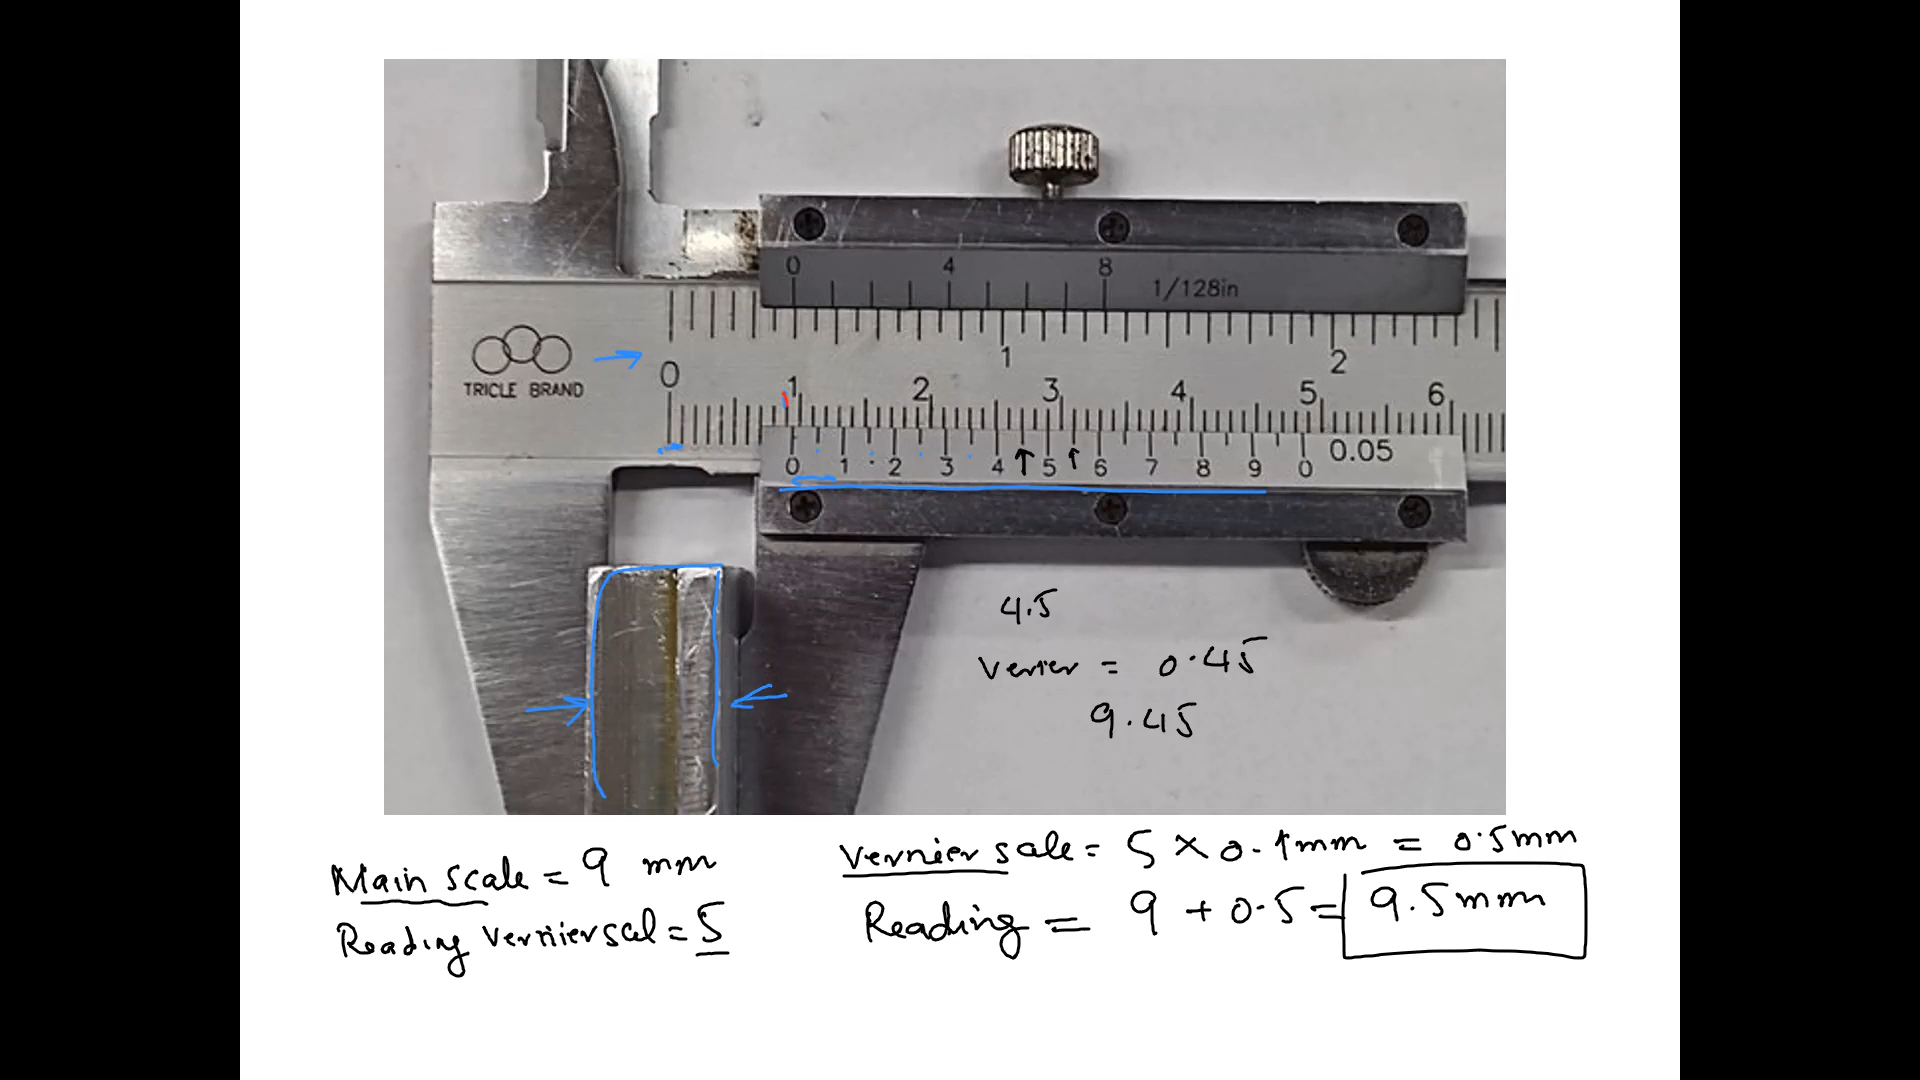 0 4 8 1/128in
1 2
TRICLE BRAND
0 1 2 3 4 5 6
0 1 2 3 4 5 6 7 8 9 0 0.05
4.5
Verier = 0.45
9.45
Main scale = 9 mm
Reading Verniier scal = 5
Vernier sale = 5 × 0.1mm = 0.5mm
Reading = 9 + 0.5 = 9.5mm